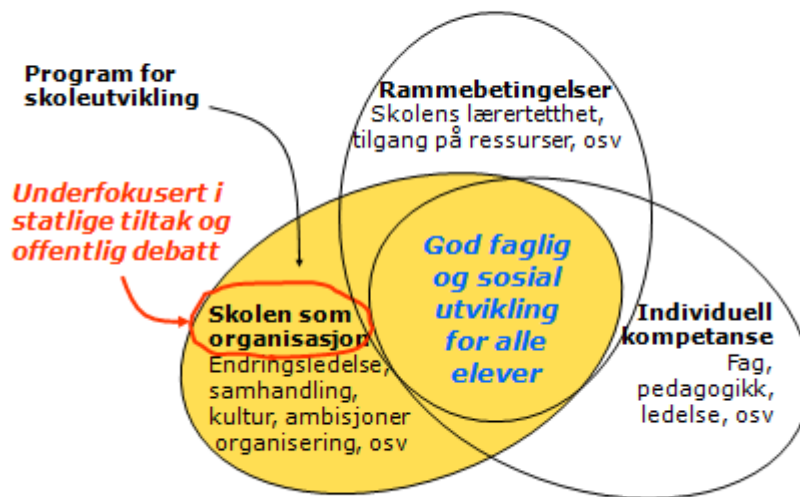 Program for
skoleutvikling
Rammebetingelser
Skolens lærertetthet,
tilgang på ressurser, osv
Underfokusert i
statlige tiltak og
offentlig debatt
God faglig
og sosial
utvikling
for alle
elever
Skolen som
organisasjon
Endringsledelse,
samhandling,
kultur, ambisjoner
organisering, osv
Individuell
kompetanse
Fag,
pedagogikk,
ledelse, osv